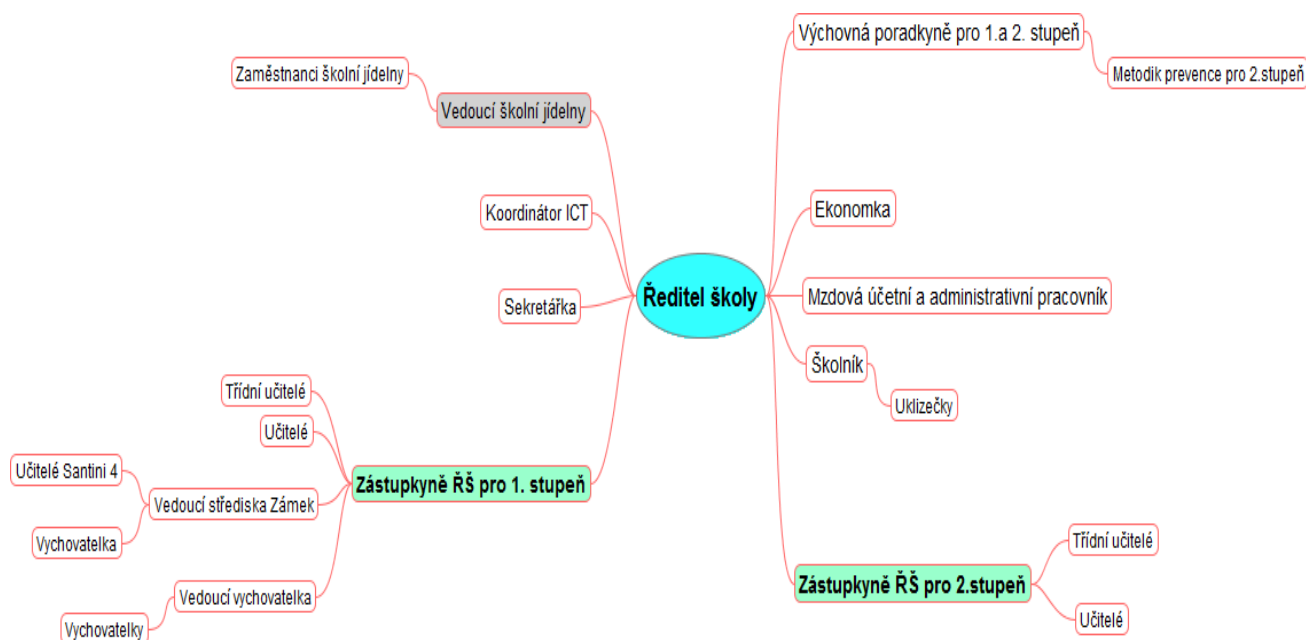 Výchovná poradkyně pro 1.a 2. stupeň
Metodik prevence pro 2.stupeň
Zaměstnanci školní jídelny
Vedoucí školní jídelny
Koordinátor ICT
Ekonomka
Ředitel školy
Sekretářka
Mzdová účetní a administrativní pracovník
Školník
Uklizečky
Třídní učitelé
Učitelé
Učitelé Santini 4
Zástupkyně ŘŠ pro 1. stupeň
Vedoucí střediska Zámek
Vychovatelka
Vedoucí vychovatelka
Vychovatelky
Třídní učitelé
Zástupkyně ŘŠ pro 2.stupeň
Učitelé